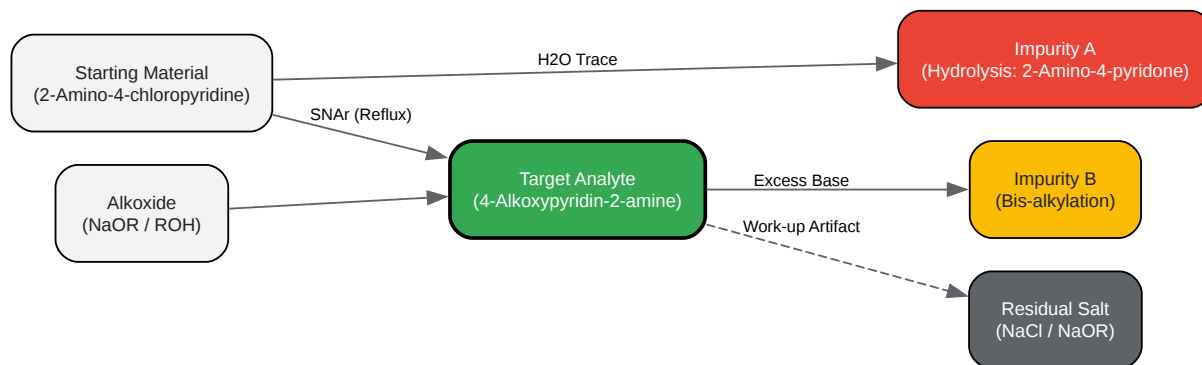 Starting Material
(2-Amino-4-chloropyridine)
H2O Trace
Impurity A
(Hydrolysis: 2-Amino-4-pyridone)
SNAr (Reflux)
Alkoxide
(NaOR / ROH)
Target Analyte
(4-Alkoxypyridin-2-amine)
Excess Base
Impurity B
(Bis-alkylation)
Work-up Artifact
Residual Salt
(NaCl / NaOR)